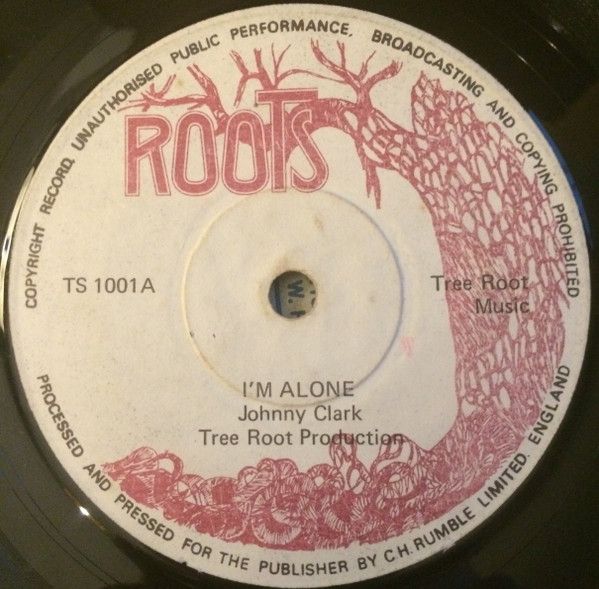 COPYRIGHT RECORD. UNAUTHORISED PUBLIC PERFORMANCE, BROADCASTING AND COPYING PROHIBITED
ROOTS
TS 1001A
Tree Root
Music
I'M ALONE
Johnny Clark
Tree Root Production
PROCESSED AND PRESSED FOR THE PUBLISHER BY C.H. RUMBLE LIMITED. ENGLAND